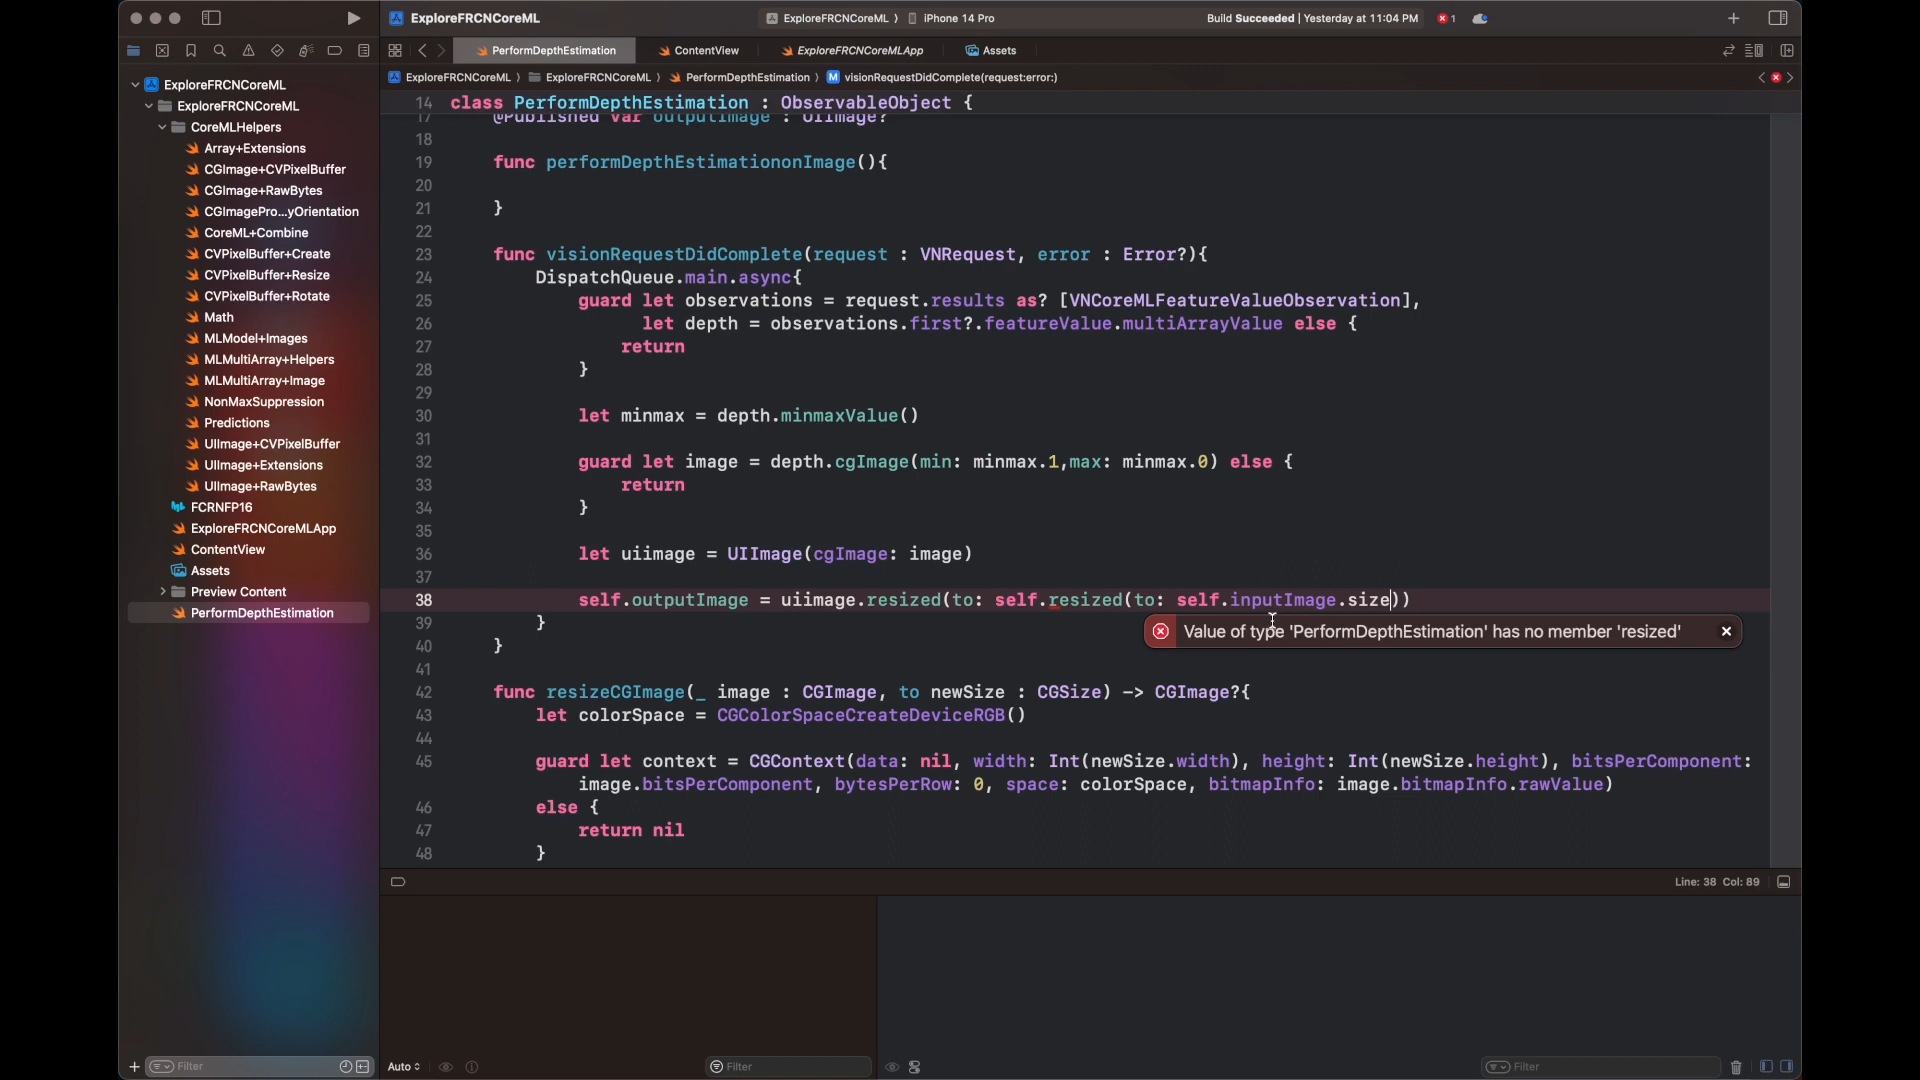 ExploreFRCNCoreML
ExploreFRCNCoreML 〉 iPhone 14 Pro
Build Succeeded | Yesterday at 11:04 PM
1
PerformDepthEstimation
ContentView
ExploreFRCNCoreMLApp
Assets
ExploreFRCNCoreML 〉 ExploreFRCNCoreML 〉 PerformDepthEstimation 〉 M visionRequestDidComplete(request:error:)
ExploreFRCNCoreML
ExploreFRCNCoreML
CoreMLHelpers
Array+Extensions
CGImage+CVPixelBuffer
CGImage+RawBytes
CGImagePro...yOrientation
CoreML+Combine
CVPixelBuffer+Create
CVPixelBuffer+Resize
CVPixelBuffer+Rotate
Math
MLModel+Images
MLMultiArray+Helpers
MLMultiArray+Image
NonMaxSuppression
Predictions
UIImage+CVPixelBuffer
UIImage+Extensions
UIImage+RawBytes
FCRNFP16
ExploreFRCNCoreMLApp
ContentView
Assets
Preview Content
PerformDepthEstimation
Filter
14 class PerformDepthEstimation : ObservableObject {
17 @Published var outputImage : UIImage?
18
19 func performDepthEstimationonImage(){
20
21 }
22
23 func visionRequestDidComplete(request : VNRequest, error : Error?){
24 DispatchQueue.main.async{
25 guard let observations = request.results as? [VNCoreMLFeatureValueObservation],
26 let depth = observations.first?.featureValue.multiArrayValue else {
27 return
28 }
29
30 let minmax = depth.minmaxValue()
31
32 guard let image = depth.cgImage(min: minmax.1,max: minmax.0) else {
33 return
34 }
35
36 let uiimage = UIImage(cgImage: image)
37
38 self.outputImage = uiimage.resized(to: self.resized(to: self.inputImage.size))
Value of type 'PerformDepthEstimation' has no member 'resized'
39 }
40 }
41
42 func resizeCGImage(_ image : CGImage, to newSize : CGSize) -> CGImage?{
43 let colorSpace = CGColorSpaceCreateDeviceRGB()
44
45 guard let context = CGContext(data: nil, width: Int(newSize.width), height: Int(newSize.height), bitsPerComponent:
image.bitsPerComponent, bytesPerRow: 0, space: colorSpace, bitmapInfo: image.bitmapInfo.rawValue)
46 else {
47 return nil
48 }
Line: 38 Col: 89
Auto
Filter
Filter